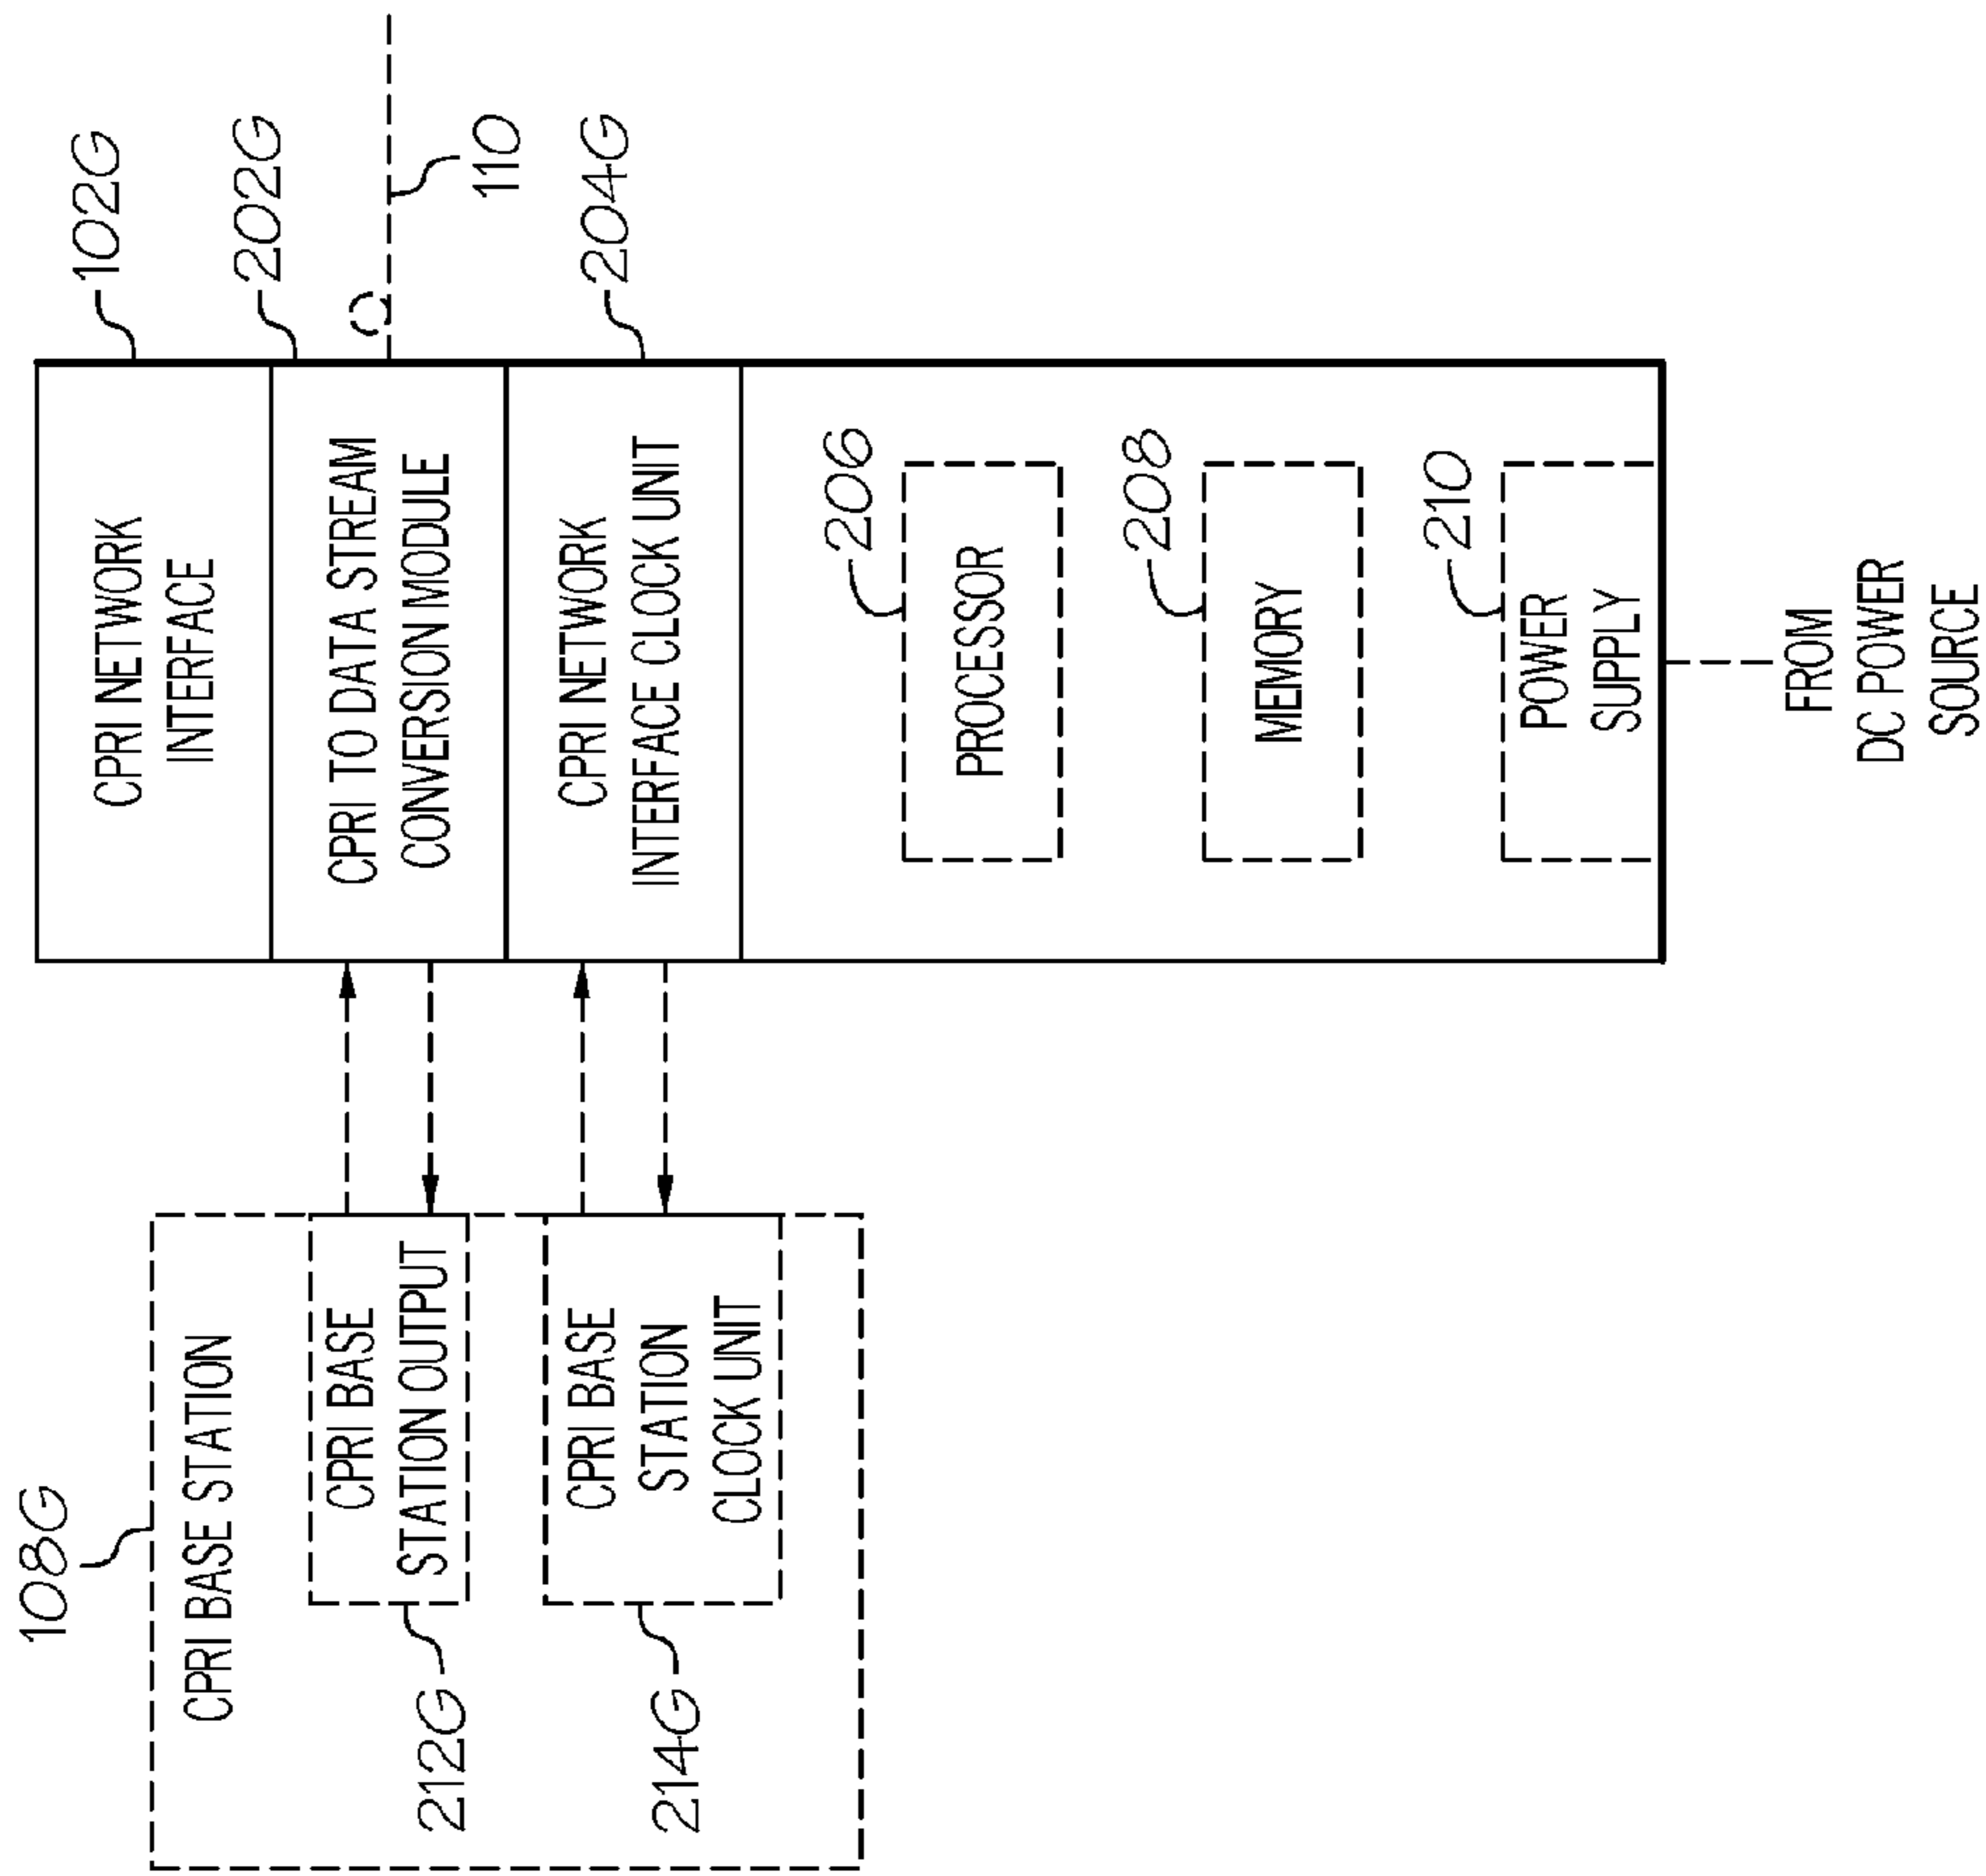 108G
CPRI BASE STATION
212G
CPRI BASE
STATION OUTPUT
214G
CPRI BASE
STATION
CLOCK UNIT
102G
CPRI NETWORK
INTERFACE
202G
CPRI TO DATA STREAM
CONVERSION MODULE
110
204G
CPRI NETWORK
INTERFACE CLOCK UNIT
206
PROCESSOR
208
MEMORY
210
POWER
SUPPLY
FROM
DC POWER
SOURCE